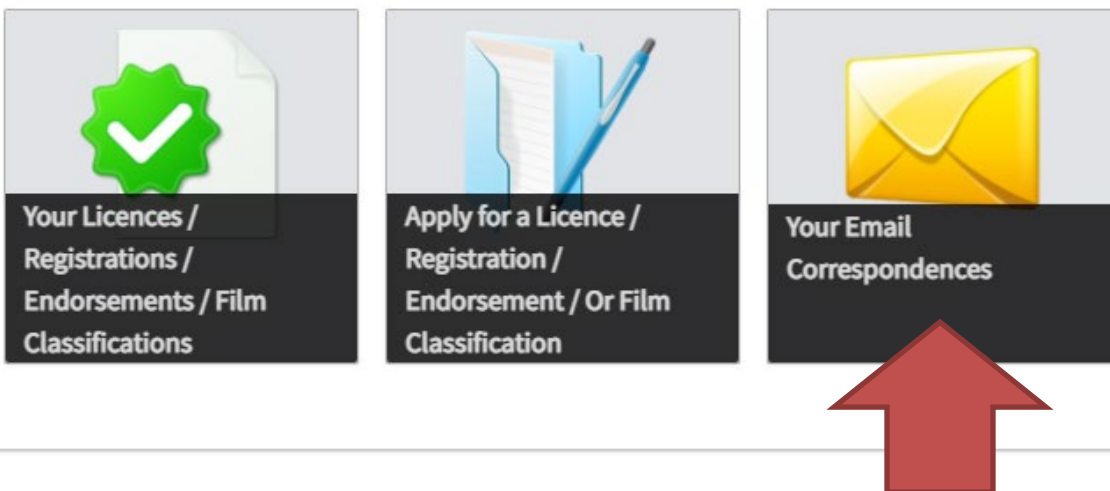 Your Licences /
Registrations /
Endorsements / Film
Classifications
Apply for a Licence /
Registration /
Endorsement / Or Film
Classification
Your Email
Correspondences